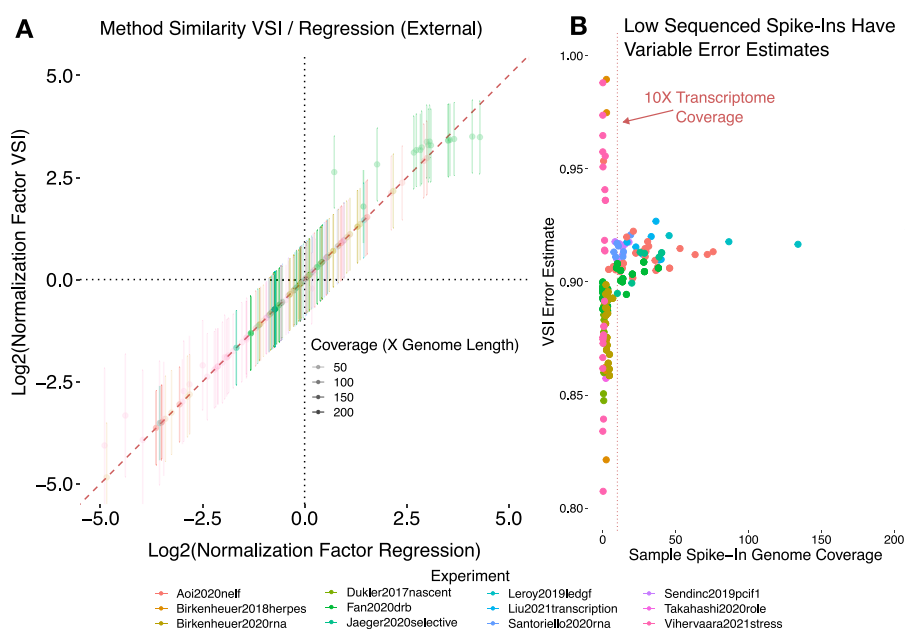 A
Method Similarity VSI / Regression (External)
Log2(Normalization Factor VSI)
5.0
2.5
0.0
−2.5
−5.0
−5.0
−2.5
0.0
2.5
5.0
Log2(Normalization Factor Regression)
Coverage (X Genome Length)
50
100
150
200
B
Low Sequenced Spike-Ins Have
Variable Error Estimates
10X Transcriptome
Coverage
VSI Error Estimate
1.00
0.95
0.90
0.85
0.80
0
50
100
150
200
Sample Spike-In Genome Coverage
Experiment
Aoi2020nelf
Birkenheuer2018herpes
Birkenheuer2020rna
Dukler2017nascent
Fan2020drb
Jaeger2020selective
Leroy2019ledgf
Liu2021transcription
Santoriello2020rna
Sendinc2019pcif1
Takahashi2020role
Vihervaara2021stress